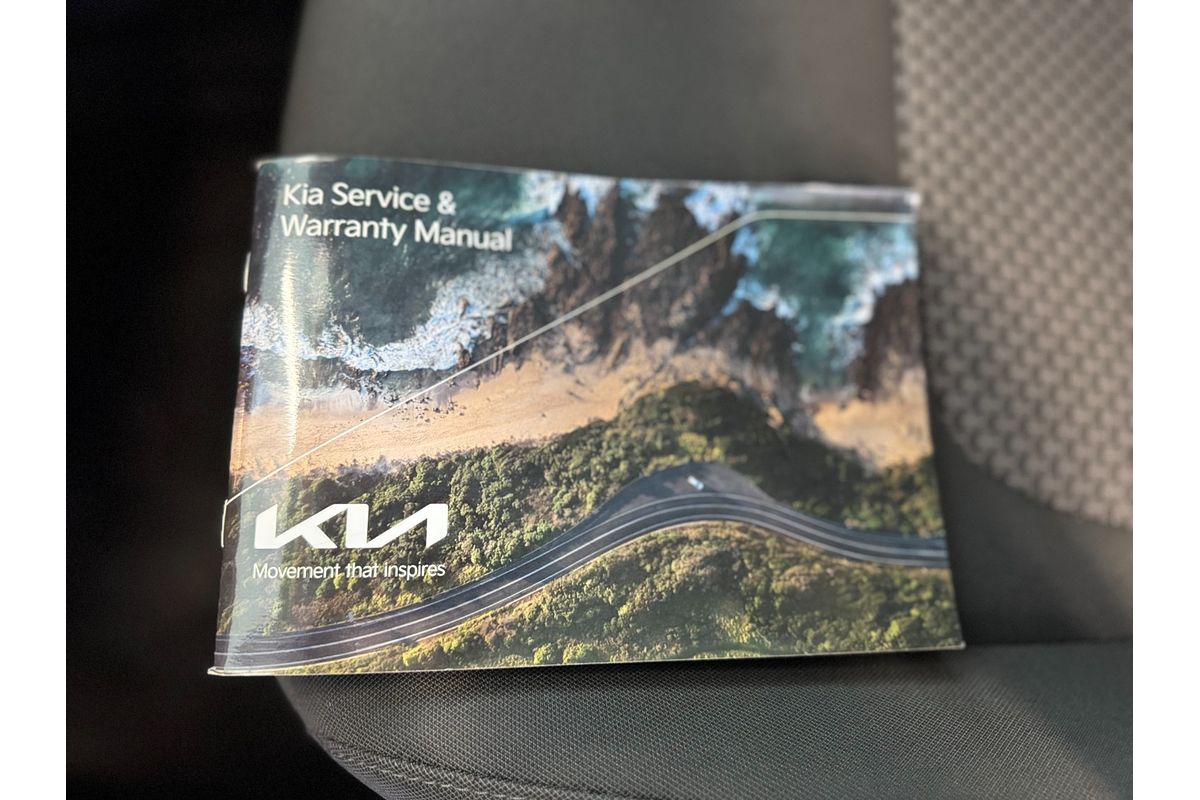 Kia Service &
Warranty Manual
KIA
Movement that inspires